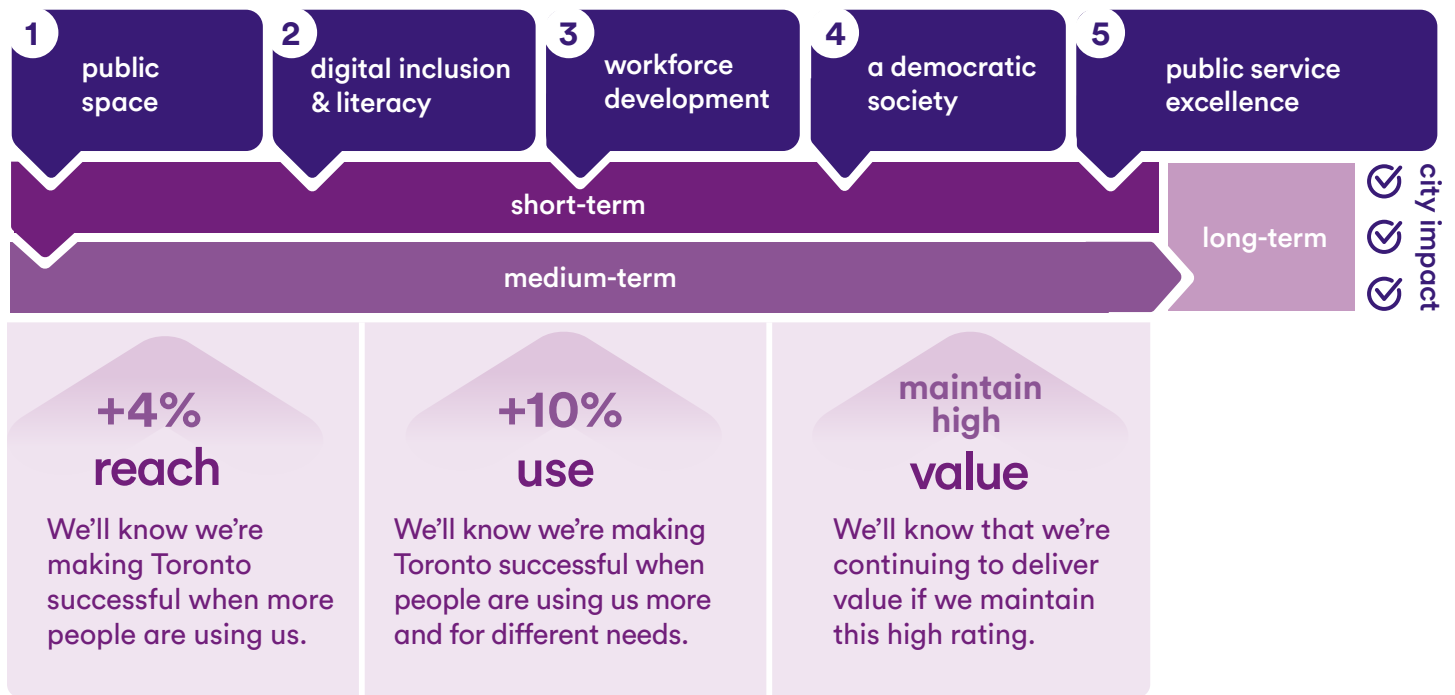 1
public
space
2
digital inclusion
& literacy
3
workforce
development
4
a democratic
society
5
public service
excellence
short-term
medium-term
long-term
city impact
+4%
reach
We’ll know we’re
making Toronto
successful when more
people are using us.
+10%
use
We’ll know we’re making
Toronto successful when
people are using us more
and for different needs.
maintain
high
value
We’ll know that we’re
continuing to deliver
value if we maintain
this high rating.